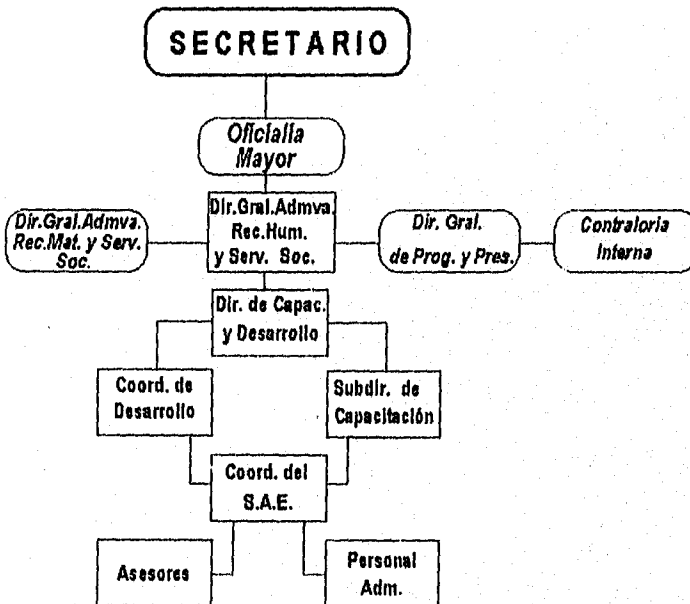 SECRETARIO
Oficialia
Mayor
Dir.Gral.Admva.
Rec.Mat. y Serv.
Soc.
Dir.Gral.Admva.
Rec.Hum.
y Serv. Soc.
Dir. Gral.
de Prog. y Pres.
Contraloria
Interna
Dir. de Capac.
y Desarrollo
Coord. de
Desarrollo
Subdir. de
Capacitación
Coord. del
S.A.E.
Asesores
Personal
Adm.